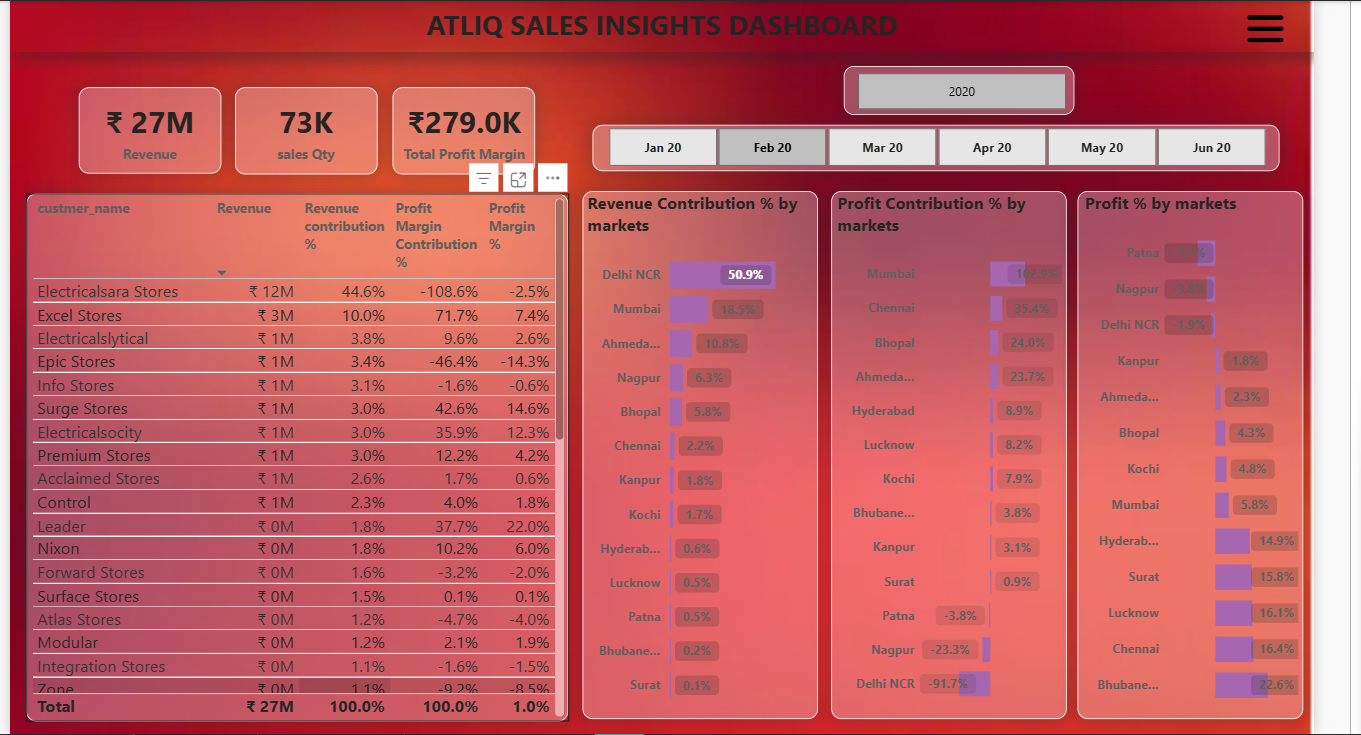 ATLIQ SALES INSIGHTS DASHBOARD
₹ 27M
Revenue
73K
sales Qty
₹279.0K
Total Profit Margin
2020
Jan 20 Feb 20 Mar 20 Apr 20 May 20 Jun 20
custmer_name Revenue Revenue contribution % Profit Margin Contribution % Profit Margin %
Electricalsara Stores ₹ 12M 44.6% -108.6% -2.5%
Excel Stores ₹ 3M 10.0% 71.7% 7.4%
Electricalslytical ₹ 1M 3.8% 9.6% 2.6%
Epic Stores ₹ 1M 3.4% -46.4% -14.3%
Info Stores ₹ 1M 3.1% -1.6% -0.6%
Surge Stores ₹ 1M 3.0% 42.6% 14.6%
Electricalsocity ₹ 1M 3.0% 35.9% 12.3%
Premium Stores ₹ 1M 3.0% 12.2% 4.2%
Acclaimed Stores ₹ 1M 2.6% 1.7% 0.6%
Control ₹ 1M 2.3% 4.0% 1.8%
Leader ₹ 0M 1.8% 37.7% 22.0%
Nixon ₹ 0M 1.8% 10.2% 6.0%
Forward Stores ₹ 0M 1.6% -3.2% -2.0%
Surface Stores ₹ 0M 1.5% 0.1% 0.1%
Atlas Stores ₹ 0M 1.2% -4.7% -4.0%
Modular ₹ 0M 1.2% 2.1% 1.9%
Integration Stores ₹ 0M 1.1% -1.6% -1.5%
Zone ₹ 0M 1.1% -9.2% -8.5%
Total ₹ 27M 100.0% 100.0% 1.0%
Revenue Contribution % by
markets
Delhi NCR 50.9%
Mumbai 18.5%
Ahmeda... 10.8%
Nagpur 6.3%
Bhopal 5.8%
Chennai 2.2%
Kanpur 1.8%
Kochi 1.7%
Hyderab... 0.6%
Lucknow 0.5%
Patna 0.5%
Bhubane... 0.2%
Surat 0.1%
Profit Contribution % by
markets
Mumbai 102.9%
Chennai 35.4%
Bhopal 24.0%
Ahmeda... 23.7%
Hyderabad 8.9%
Lucknow 8.2%
Kochi 7.9%
Bhubane... 3.8%
Kanpur 3.1%
Surat 0.9%
Patna -3.8%
Nagpur -23.3%
Delhi NCR -91.7%
Profit % by markets
Patna
Nagpur
Delhi NCR -1.9%
Kanpur 1.8%
Ahmeda... 2.3%
Bhopal 4.3%
Kochi 4.8%
Mumbai 5.8%
Hyderab... 14.9%
Surat 15.8%
Lucknow 16.1%
Chennai 16.4%
Bhubane... 22.6%